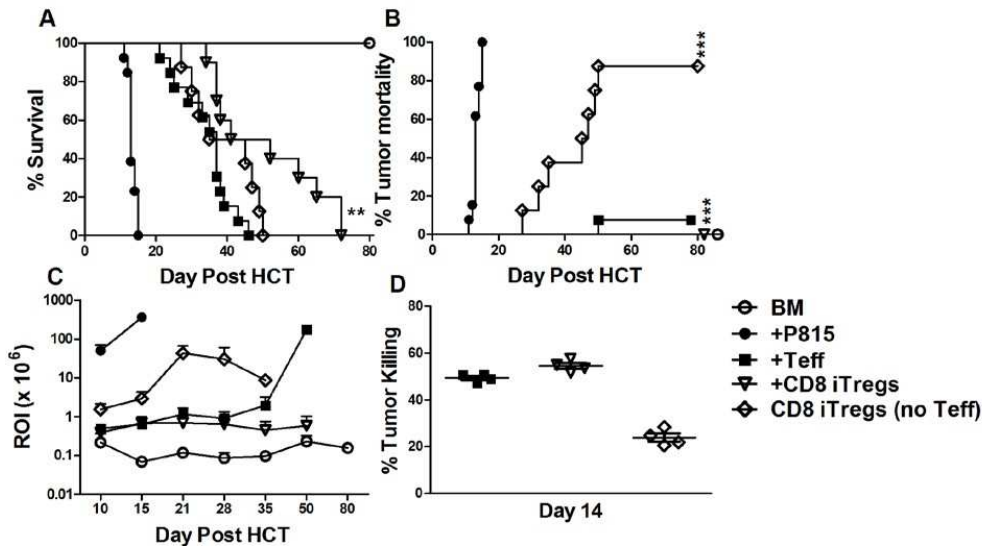 A
% Survival
100
80
60
40
20
0
0 20 40 60 80
Day Post HCT
**
B
% Tumor mortality
100
80
60
40
20
0
0 20 40 60 80
Day Post HCT
***
***
C
ROI (x 10^6)
1000
100
10
1
0.1
0.01
10 15 21 28 35 50 80
Day Post HCT
D
% Tumor Killing
80
60
40
20
0
Day 14
BM
+P815
+Teff
+CD8 iTregs
CD8 iTregs (no Teff)